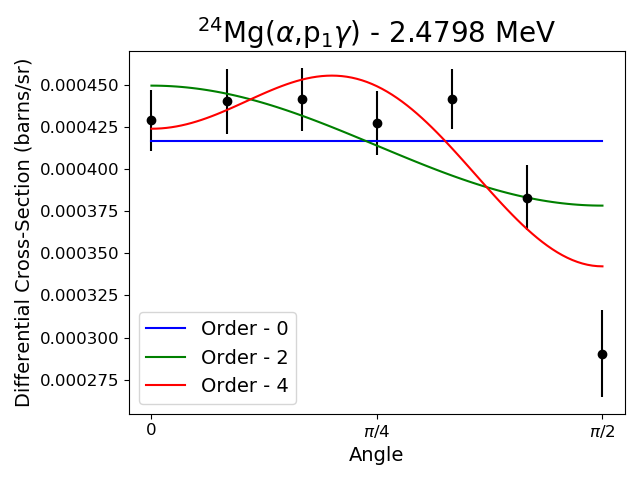 ²⁴Mg(α,p₁γ) - 2.4798 MeV
Differential Cross-Section (barns/sr)
0.000450
0.000425
0.000400
0.000375
0.000350
0.000325
0.000300
0.000275
Order - 0
Order - 2
Order - 4
0 π/4 π/2
Angle